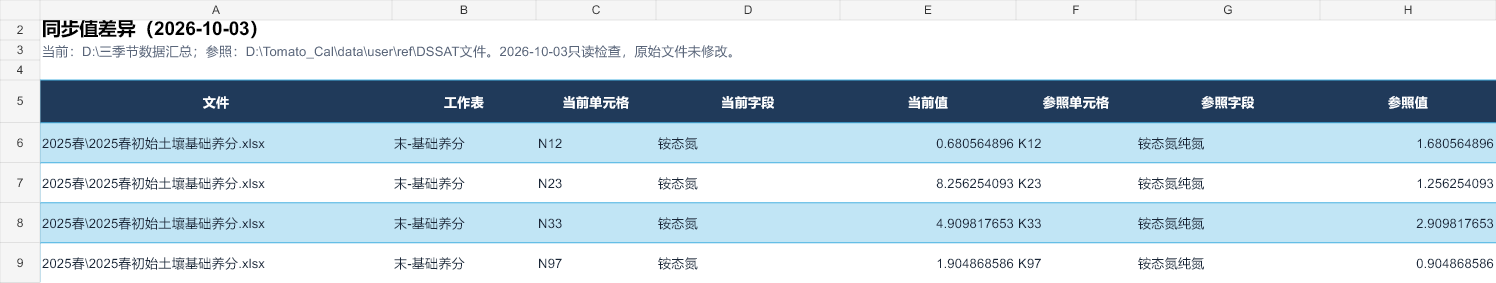 A B C D E F G H
2 同步值差异（2026-10-03）
3 当前：D:\三季节数据汇总；参照：D:\Tomato_Cal\data\user\ref\DSSAT文件。2026-10-03只读检查，原始文件未修改。
4
5 文件 工作表 当前单元格 当前字段 当前值 参照单元格 参照字段 参照值
6 2025春\2025春初始土壤基础养分.xlsx 末-基础养分 N12 铵态氮 0.680564896 K12 铵态氮纯氮 1.680564896
7 2025春\2025春初始土壤基础养分.xlsx 末-基础养分 N23 铵态氮 8.256254093 K23 铵态氮纯氮 1.256254093
8 2025春\2025春初始土壤基础养分.xlsx 末-基础养分 N33 铵态氮 4.909817653 K33 铵态氮纯氮 2.909817653
9 2025春\2025春初始土壤基础养分.xlsx 末-基础养分 N97 铵态氮 1.904868586 K97 铵态氮纯氮 0.904868586